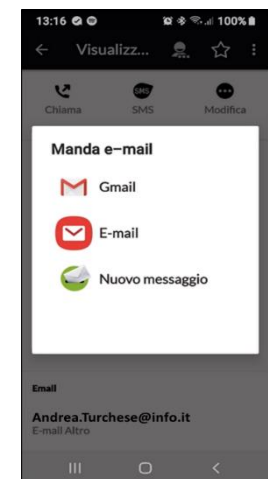 13:16 100%
Visualizz...
Chiama SMS Modifica
Manda e-mail
Gmail
E-mail
Nuovo messaggio
Email
Andrea.Turchese@info.it
E-mail Altro